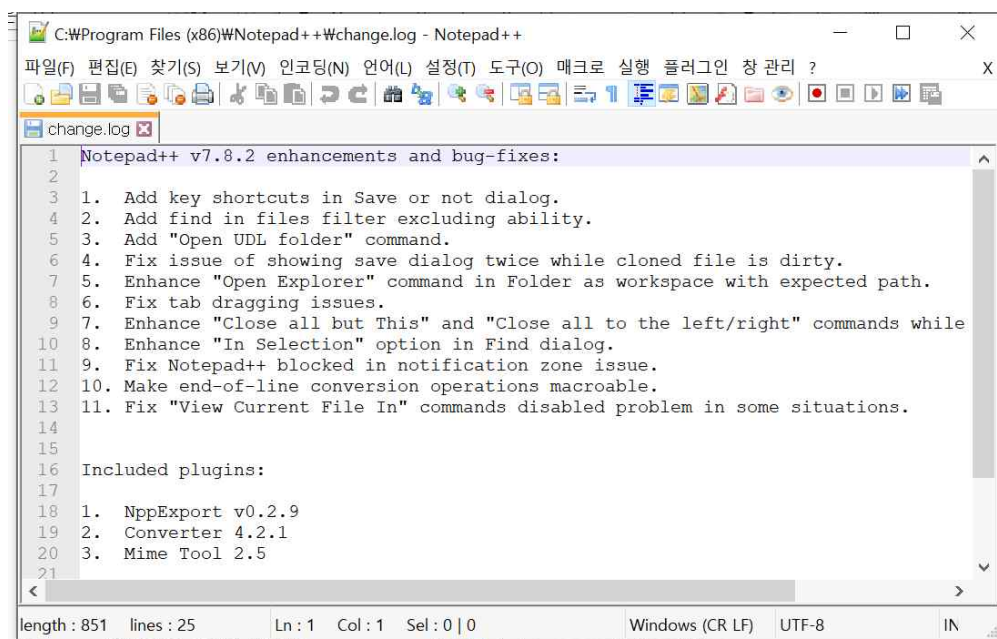 C:₩Program Files (x86)₩Notepad++₩change.log - Notepad++
파일(F) 편집(E) 찾기(S) 보기(V) 인코딩(N) 언어(L) 설정(T) 도구(O) 매크로 실행 플러그인 창 관리 ? X
change.log
1 Notepad++ v7.8.2 enhancements and bug-fixes:
2
3 1. Add key shortcuts in Save or not dialog.
4 2. Add find in files filter excluding ability.
5 3. Add "Open UDL folder" command.
6 4. Fix issue of showing save dialog twice while cloned file is dirty.
7 5. Enhance "Open Explorer" command in Folder as workspace with expected path.
8 6. Fix tab dragging issues.
9 7. Enhance "Close all but This" and "Close all to the left/right" commands while
10 8. Enhance "In Selection" option in Find dialog.
11 9. Fix Notepad++ blocked in notification zone issue.
12 10. Make end-of-line conversion operations macroable.
13 11. Fix "View Current File In" commands disabled problem in some situations.
14
15
16 Included plugins:
17
18 1. NppExport v0.2.9
19 2. Converter 4.2.1
20 3. Mime Tool 2.5
21
length : 851 lines : 25 Ln : 1 Col : 1 Sel : 0 | 0 Windows (CR LF) UTF-8 IN